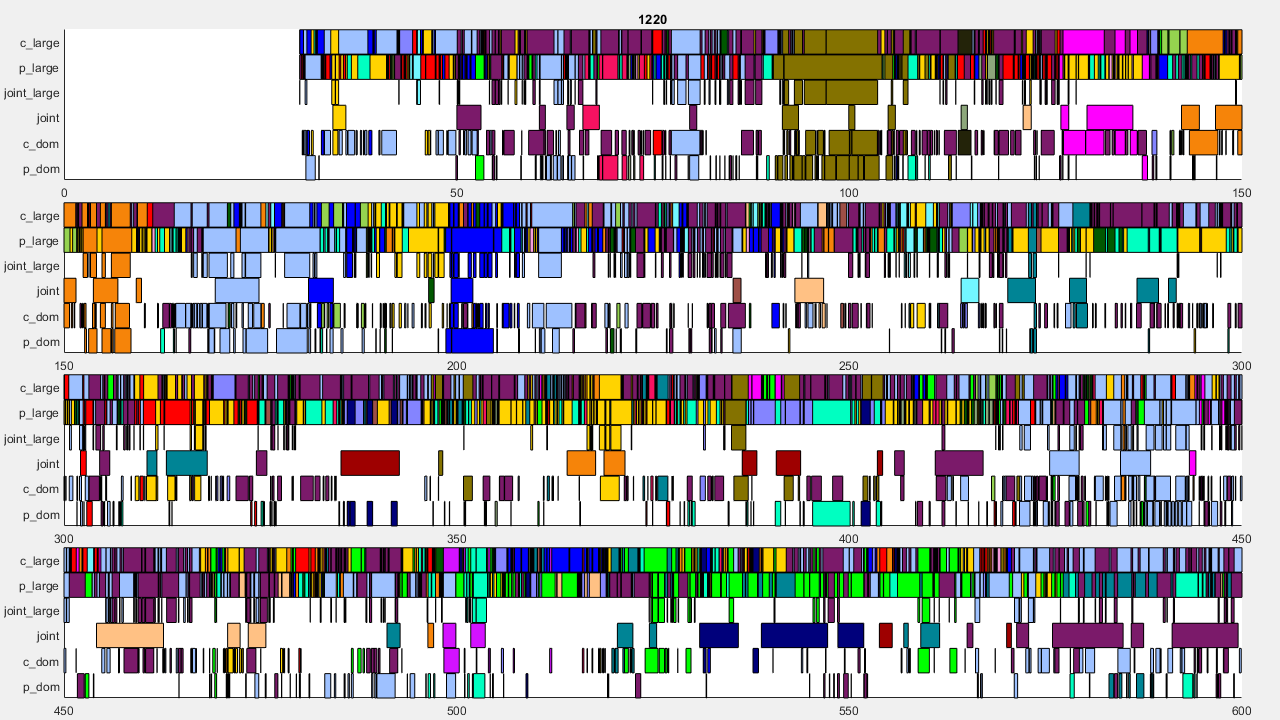 1220
c_large
p_large
joint_large
joint
c_dom
p_dom
0 50 100 150
c_large
p_large
joint_large
joint
c_dom
p_dom
150 200 250 300
c_large
p_large
joint_large
joint
c_dom
p_dom
300 350 400 450
c_large
p_large
joint_large
joint
c_dom
p_dom
450 500 550 600